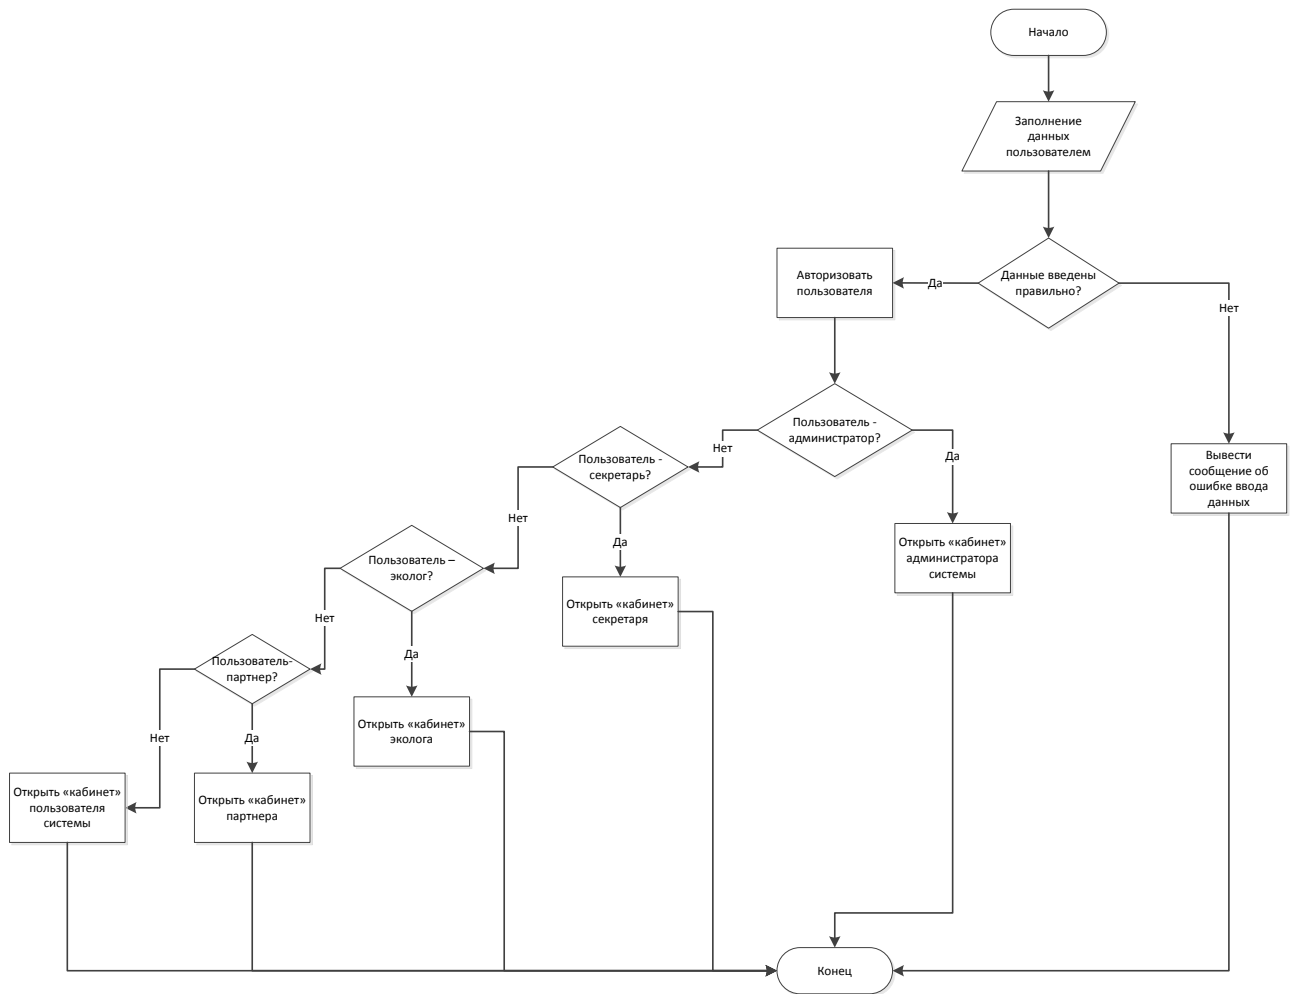 Начало
Заполнение
данных
пользователем
Данные введены
правильно?
Да
Нет
Авторизовать
пользователя
Пользователь -
администратор?
Нет
Да
Пользователь -
секретарь?
Нет
Да
Вывести
сообщение об
ошибке ввода
данных
Открыть «кабинет»
администратора
системы
Пользователь –
эколог?
Нет
Да
Открыть «кабинет»
секретаря
Пользователь-
партнер?
Нет
Да
Открыть «кабинет»
эколога
Открыть «кабинет»
пользователя
системы
Открыть «кабинет»
партнера
Конец